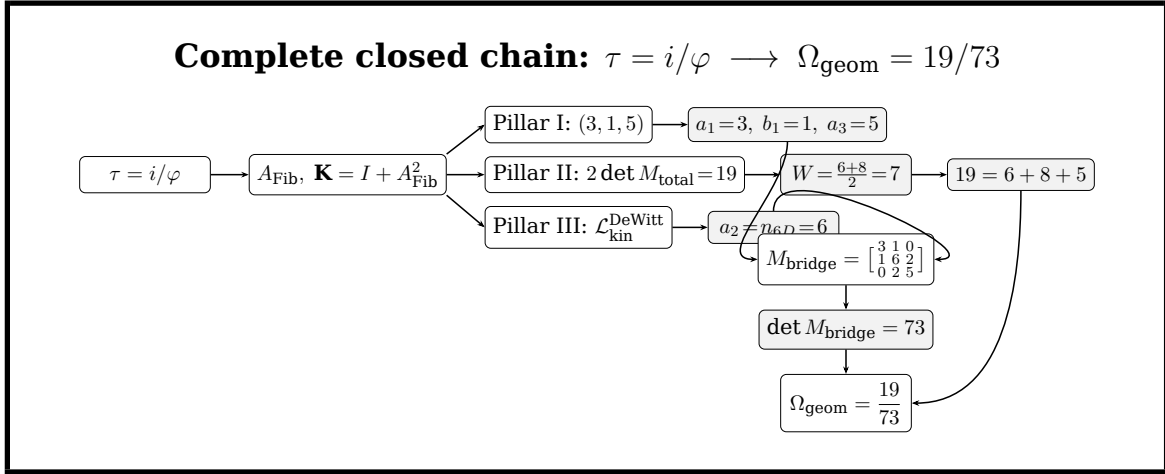 Complete closed chain: τ = i/φ ⟶ Ω_geom = 19/73
τ = i/φ
A_Fib, K = I + A²_Fib
Pillar I: (3, 1, 5)
a₁=3, b₁=1, a₃=5
Pillar II: 2 det M_total=19
W = (6+8)/2 = 7
19 = 6 + 8 + 5
Pillar III: ℒ_kin^DeWitt
a₂=n_6D=6
M_bridge = [3 1 0
1 6 2
0 2 5]
det M_bridge = 73
Ω_geom = 19/73